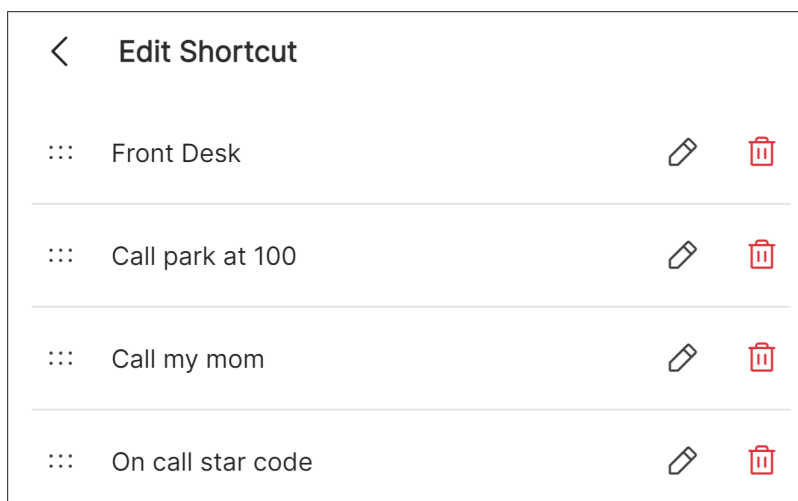 Edit Shortcut
Front Desk
Call park at 100
Call my mom
On call star code